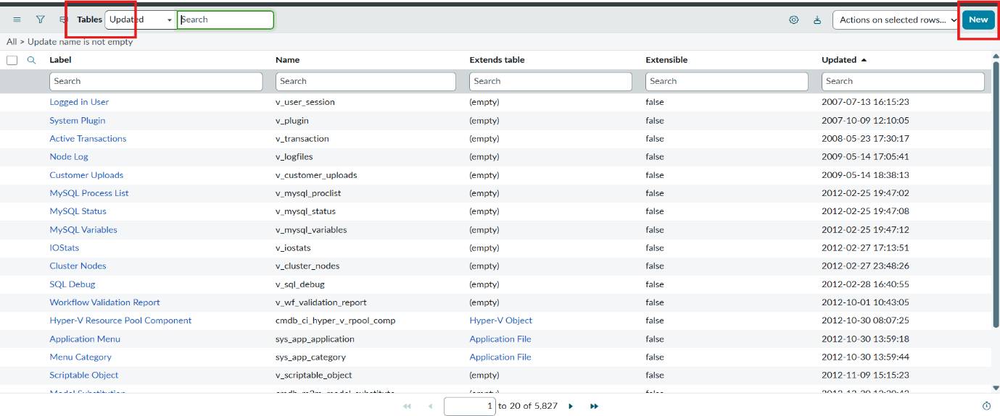 Tables Updated Search Actions on selected rows... New
All > Update name is not empty
Label Name Extends table Extensible Updated
Search Search Search Search Search
Logged in User v_user_session (empty) false 2007-07-13 16:15:23
System Plugin v_plugin (empty) false 2007-10-09 12:10:05
Active Transactions v_transaction (empty) false 2008-05-23 17:30:17
Node Log v_logfiles (empty) false 2009-05-14 17:05:41
Customer Uploads v_customer_uploads (empty) false 2009-05-14 18:38:13
MySQL Process List v_mysql_proclist (empty) false 2012-02-25 19:47:02
MySQL Status v_mysql_status (empty) false 2012-02-25 19:47:08
MySQL Variables v_mysql_variables (empty) false 2012-02-25 19:47:12
IOStats v_iostats (empty) false 2012-02-27 17:13:51
Cluster Nodes v_cluster_nodes (empty) false 2012-02-27 23:48:26
SQL Debug v_sql_debug (empty) false 2012-02-28 16:40:55
Workflow Validation Report v_wf_validation_report (empty) false 2012-10-01 10:43:05
Hyper-V Resource Pool Component cmdb_ci_hyper_v_rpool_comp Hyper-V Object false 2012-10-30 08:07:25
Application Menu sys_app_application Application File false 2012-10-30 13:59:18
Menu Category sys_app_category Application File false 2012-10-30 13:59:44
Scriptable Object v_scriptable_object (empty) false 2012-11-09 15:15:23
1 to 20 of 5,827